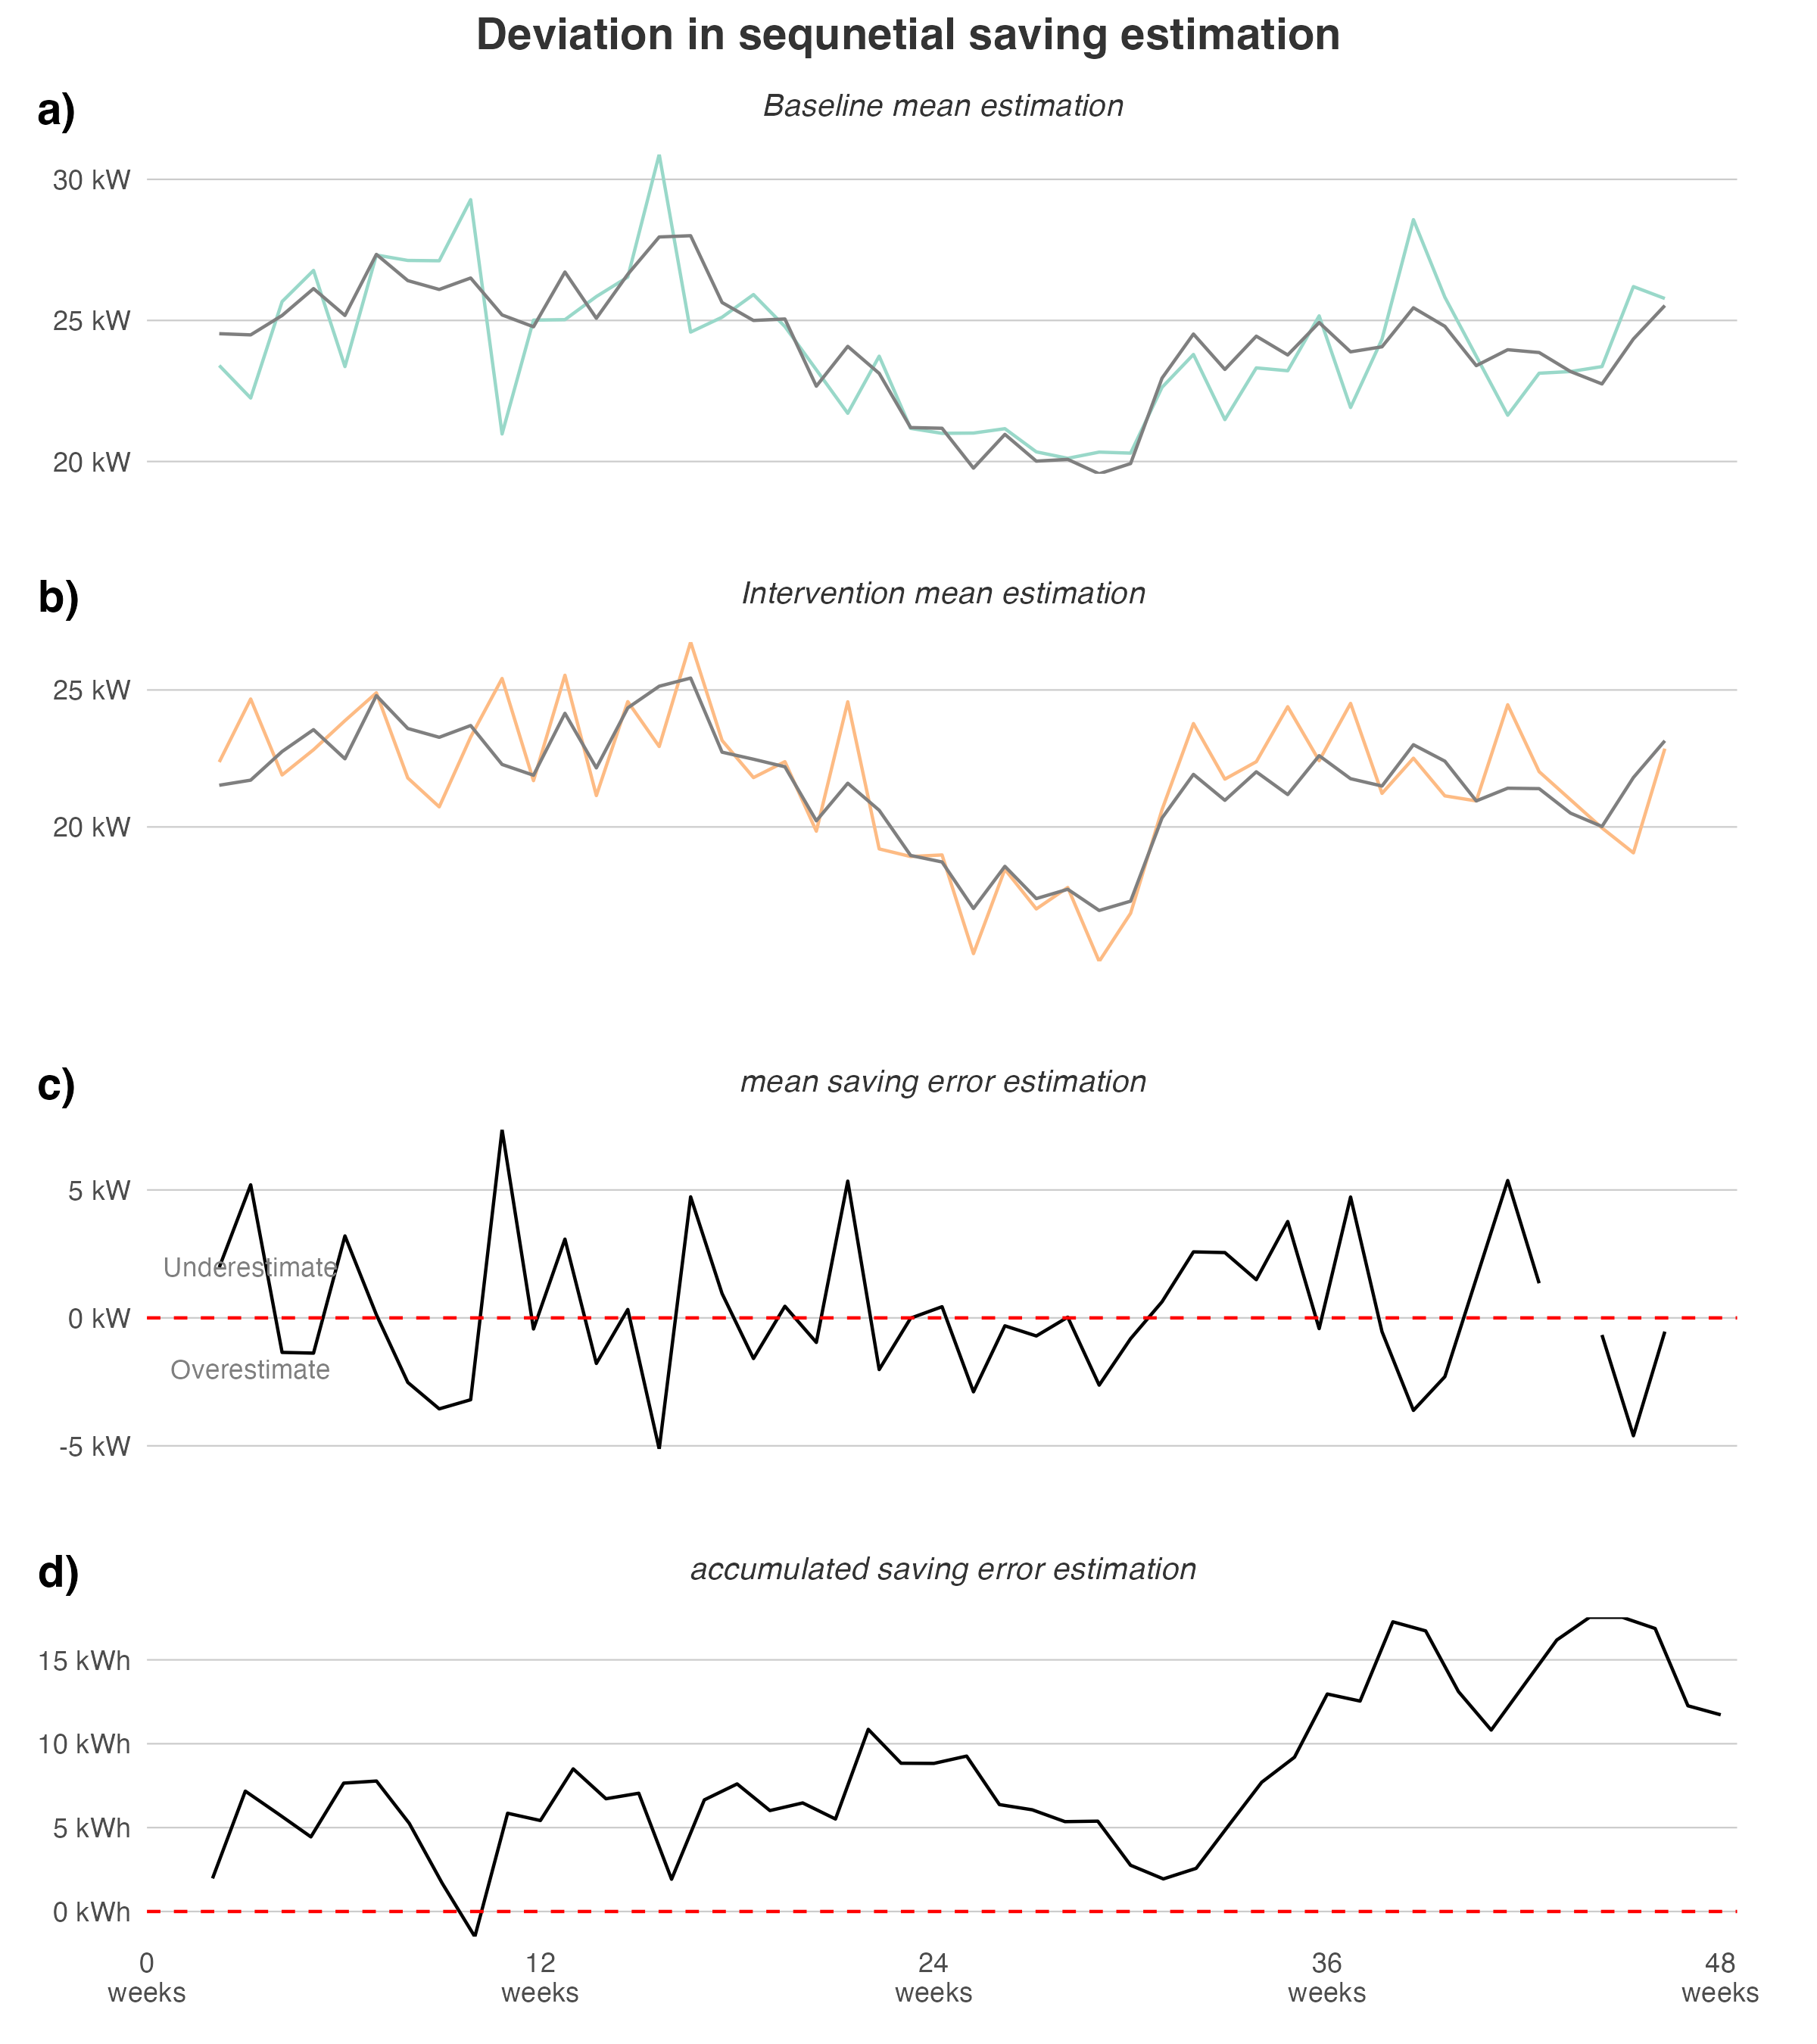 Deviation in sequnetial saving estimation
a)
Baseline mean estimation
30 kW
25 kW
20 kW
b)
Intervention mean estimation
25 kW
20 kW
c)
mean saving error estimation
5 kW
Underestimate
0 kW
Overestimate
-5 kW
d)
accumulated saving error estimation
15 kWh
10 kWh
5 kWh
0 kWh
0 12 24 36 48
weeks weeks weeks weeks weeks